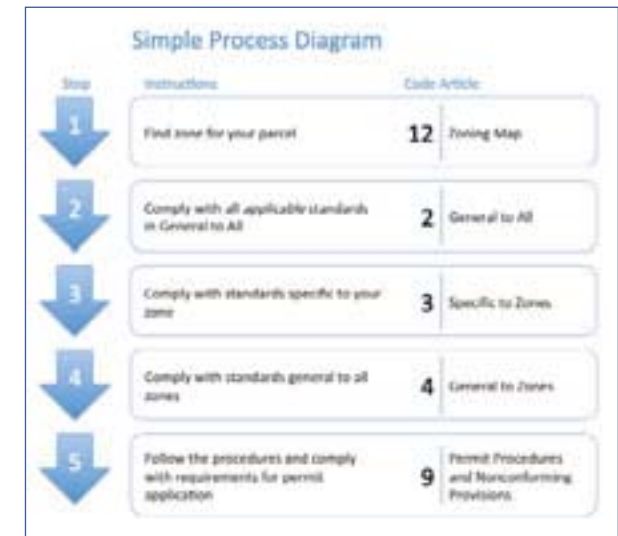 Simple Process Diagram
Step Instructions Code Article
1 Find zone for your parcel 12 Zoning Map
2 Comply with all applicable standards
in General to All 2 General to All
3 Comply with standards specific to your
zone 3 Specific to Zones
4 Comply with standards general to all
zones 4 General to Zones
5 Follow the procedures and comply
with requirements for permit
application 9 Permit Procedures
and Nonconforming
Provisions